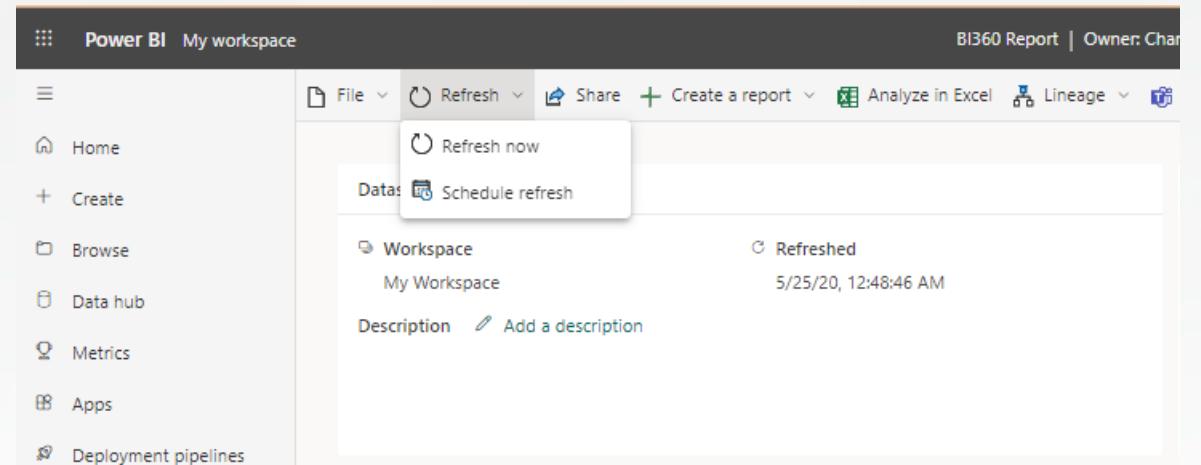 Power BI My workspace
BI360 Report | Owner: Char
File Refresh Share Create a report Analyze in Excel Lineage
Refresh now
Schedule refresh
Home
Create
Browse
Data hub
Metrics
Apps
Deployment pipelines
Datas
Workspace
My Workspace
Refreshed
5/25/20, 12:48:46 AM
Description Add a description